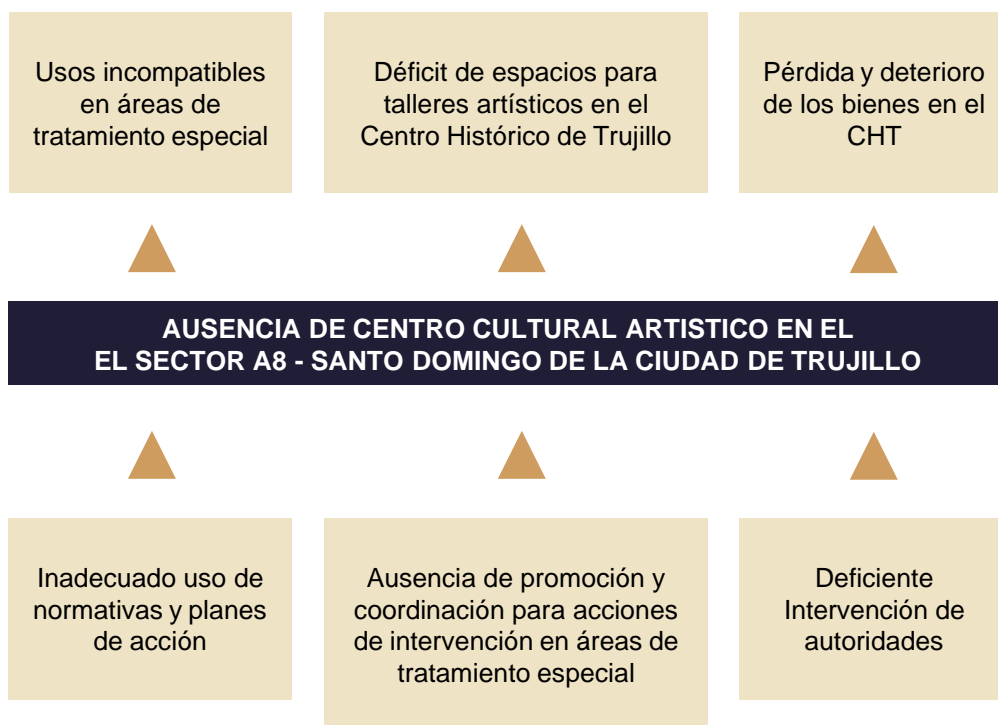 Usos incompatibles
en áreas de
tratamiento especial
Déficit de espacios para
talleres artísticos en el
Centro Histórico de Trujillo
Pérdida y deterioro
de los bienes en el
CHT
AUSENCIA DE CENTRO CULTURAL ARTISTICO EN EL
EL SECTOR A8 - SANTO DOMINGO DE LA CIUDAD DE TRUJILLO
Inadecuado uso de
normativas y planes
de acción
Ausencia de promoción y
coordinación para acciones
de intervención en áreas de
tratamiento especial
Deficiente
Intervención de
autoridades